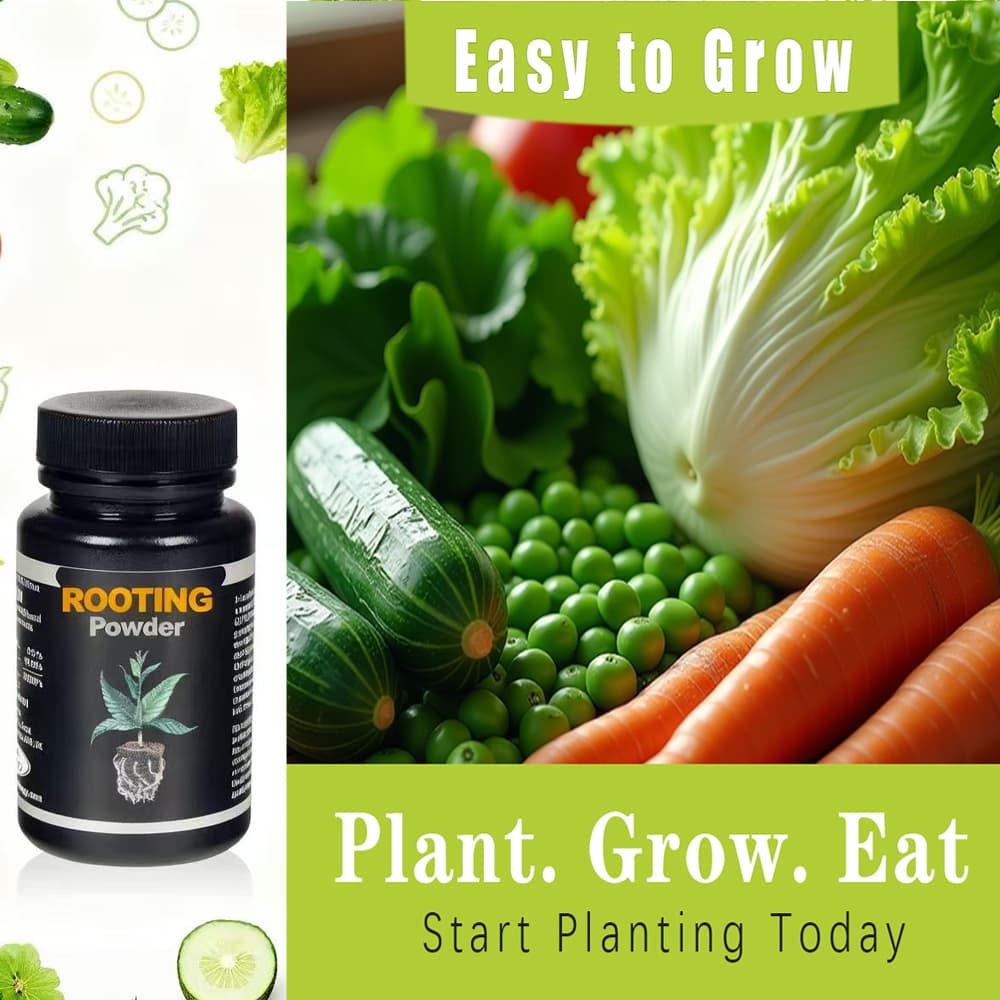 Easy to Grow
ROOTING
Powder
Plant. Grow. Eat
Start Planting Today